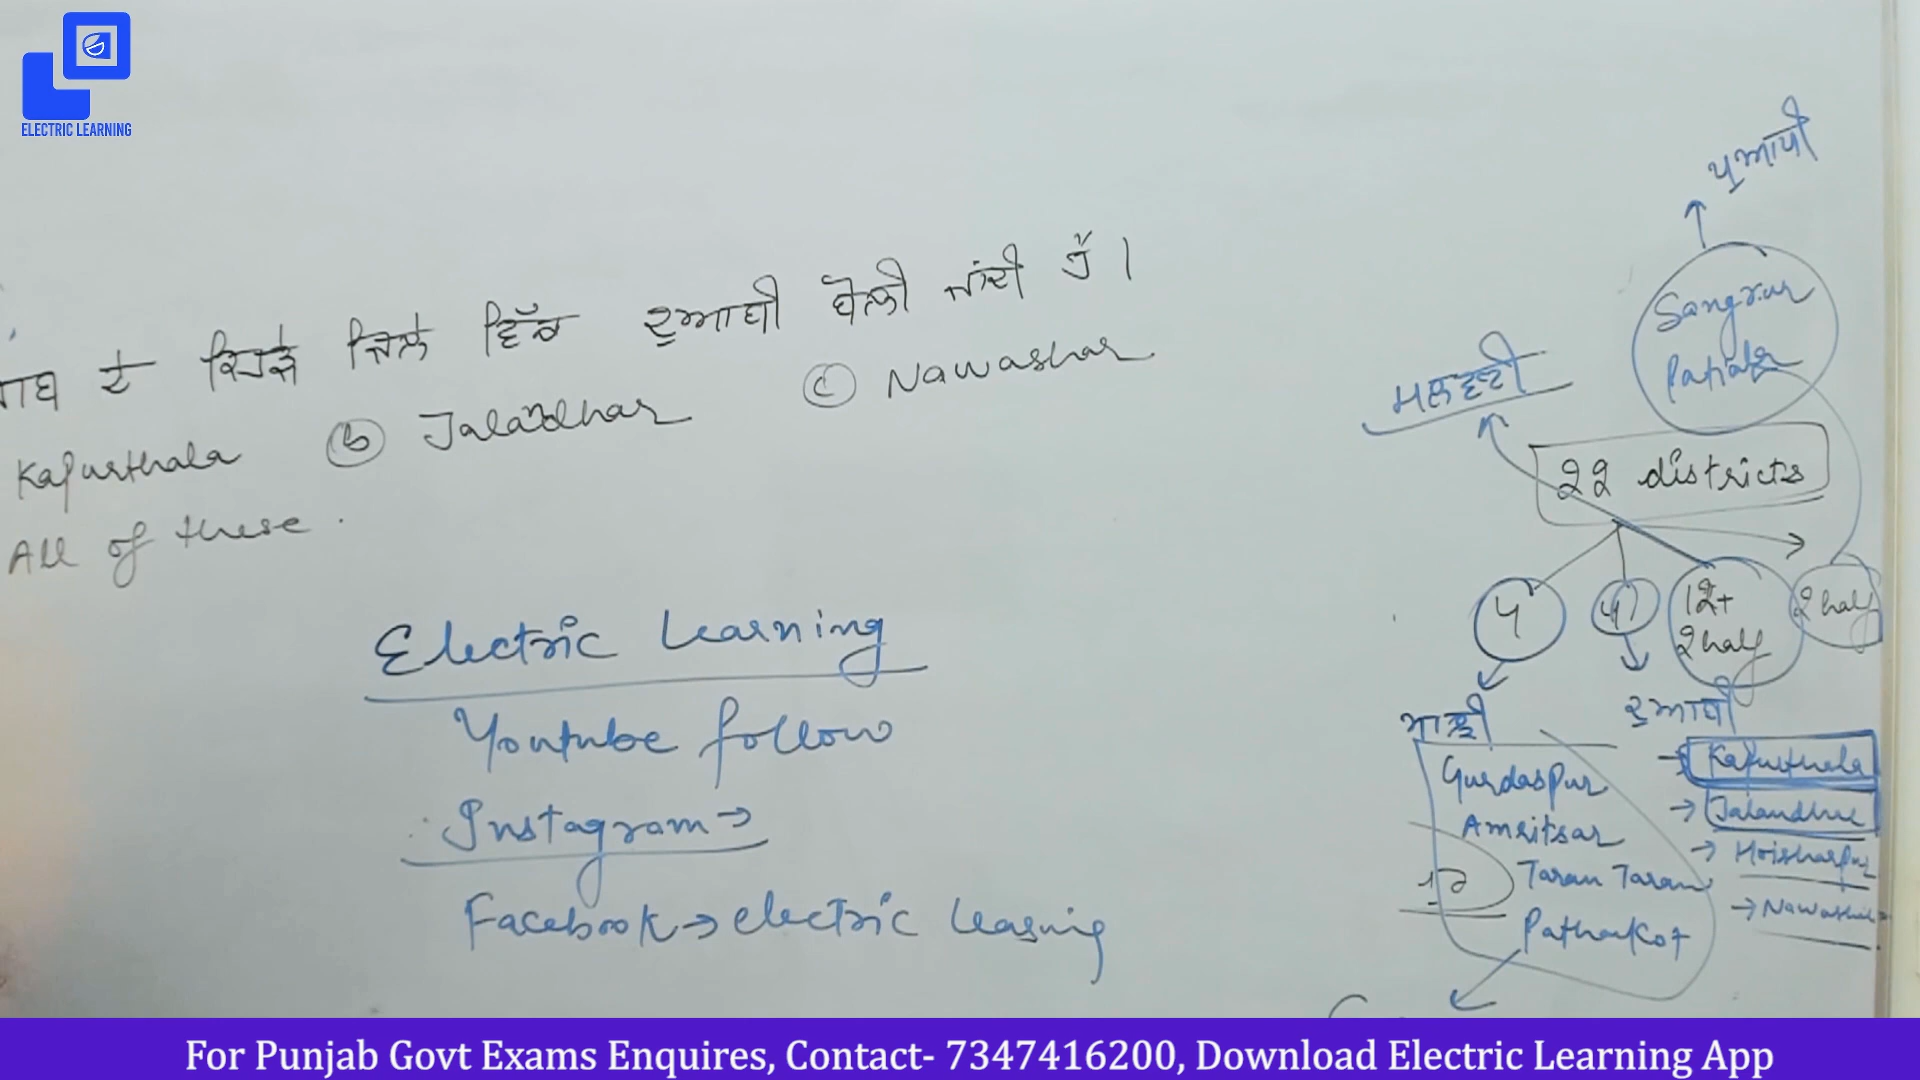 ELECTRIC LEARNING
ਪੁਆਧੀ
ਾਬ ਦੇ ਕਿਹੜੇ ਜ਼ਿਲੇ ਵਿੱਚ ਦੁਆਬੀ ਬੋਲੀ ਜਾਂਦੀ ਹੈ।
Kapurthala (b) Jalandhar (c) Nawashar
All of these.
Sangrur
Patiala
ਮਲਵਈ
22 districts
4 4 12+ 2 half 2 half
ਮਾਝੀ ਦੁਆਬੀ
Gurdaspur
Amritsar
Taran Taran
Pathankot
→ Kapurthala
→ Jalandhar
→ Hoisharpur
→ Nawashar
Electric Learning
Youtube follow
Instagram →
Facebook → electric learning
For Punjab Govt Exams Enquires, Contact- 7347416200, Download Electric Learning App